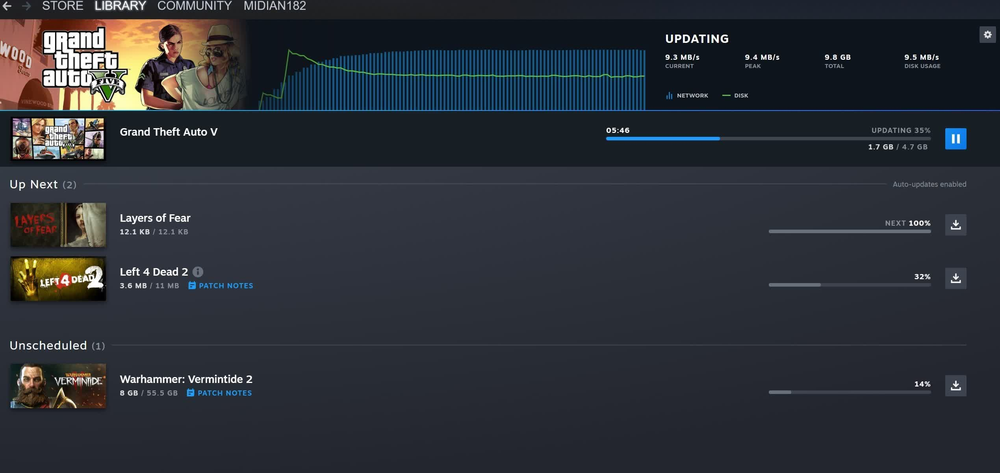 STORE LIBRARY COMMUNITY MIDIAN182
WOOD
VINEWOOD
grand
theft
auto V
FIVE
UPDATING
9.3 MB/s 9.4 MB/s 9.8 GB 9.5 MB/s
CURRENT PEAK TOTAL DISK USAGE
NETWORK DISK
grand
theft
auto V
Grand Theft Auto V
05:46 UPDATING 35%
1.7 GB / 4.7 GB
Up Next (2) Auto-updates enabled
LAYERS
OF FEAR
Layers of Fear
12.1 KB / 12.1 KB
NEXT 100%
LEFT 4 DEAD 2
Left 4 Dead 2
3.6 MB / 11 MB PATCH NOTES
32%
Unscheduled (1)
WARHAMMER
VERMINTIDE
Warhammer: Vermintide 2
8 GB / 55.5 GB PATCH NOTES
14%